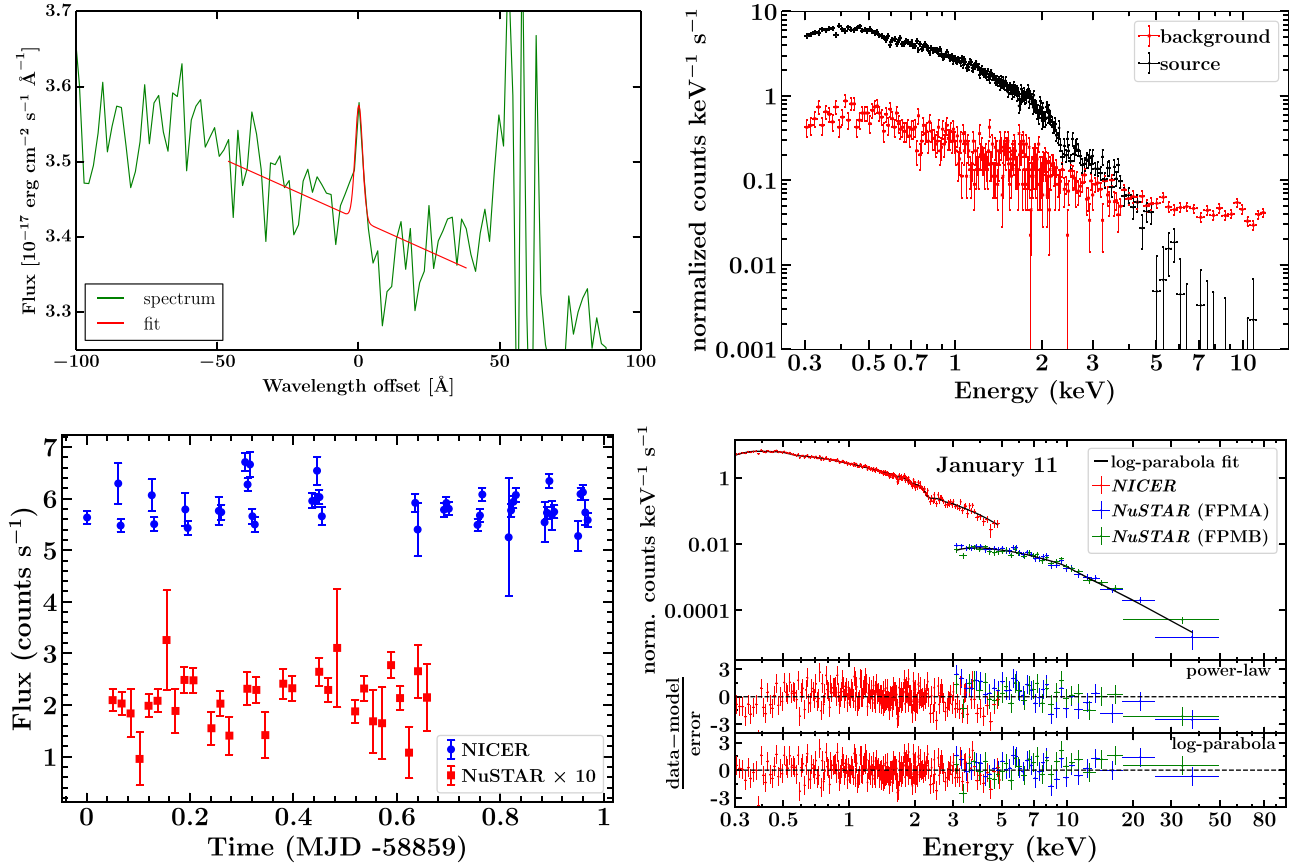 3.7
3.6
3.5
3.4
3.3
Flux [10⁻¹⁷ erg cm⁻² s⁻¹ Å⁻¹]
spectrum
fit
−100 −50 0 50 100
Wavelength offset [Å]
10
1
0.1
0.01
0.001
normalized counts keV⁻¹ s⁻¹
background
source
0.3 0.5 0.7 1 2 3 5 7 10
Energy (keV)
7
6
5
4
3
2
1
Flux (counts s⁻¹)
NICER
NuSTAR × 10
0 0.2 0.4 0.6 0.8 1
Time (MJD -58859)
January 11
log-parabola fit
NICER
NuSTAR (FPMA)
NuSTAR (FPMB)
1
0.01
0.0001
norm. counts keV⁻¹ s⁻¹
power-law
3
0
-3
log-parabola
3
0
-3
data−model
error
0.3 0.5 1 2 3 5 7 10 20 30 50 80
Energy (keV)